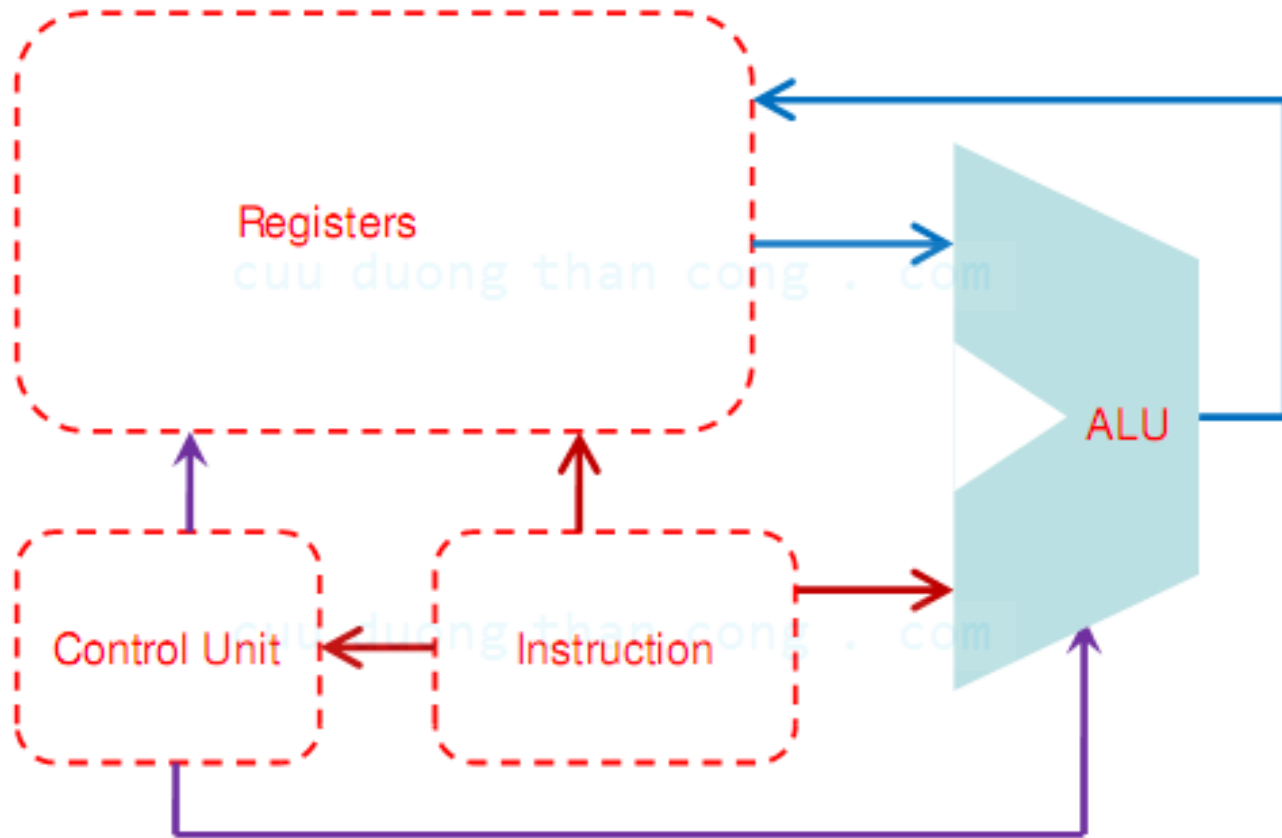 Registers
cuu duong than cong . com
ALU
Control Unit
Instruction
cuu duong than cong . com